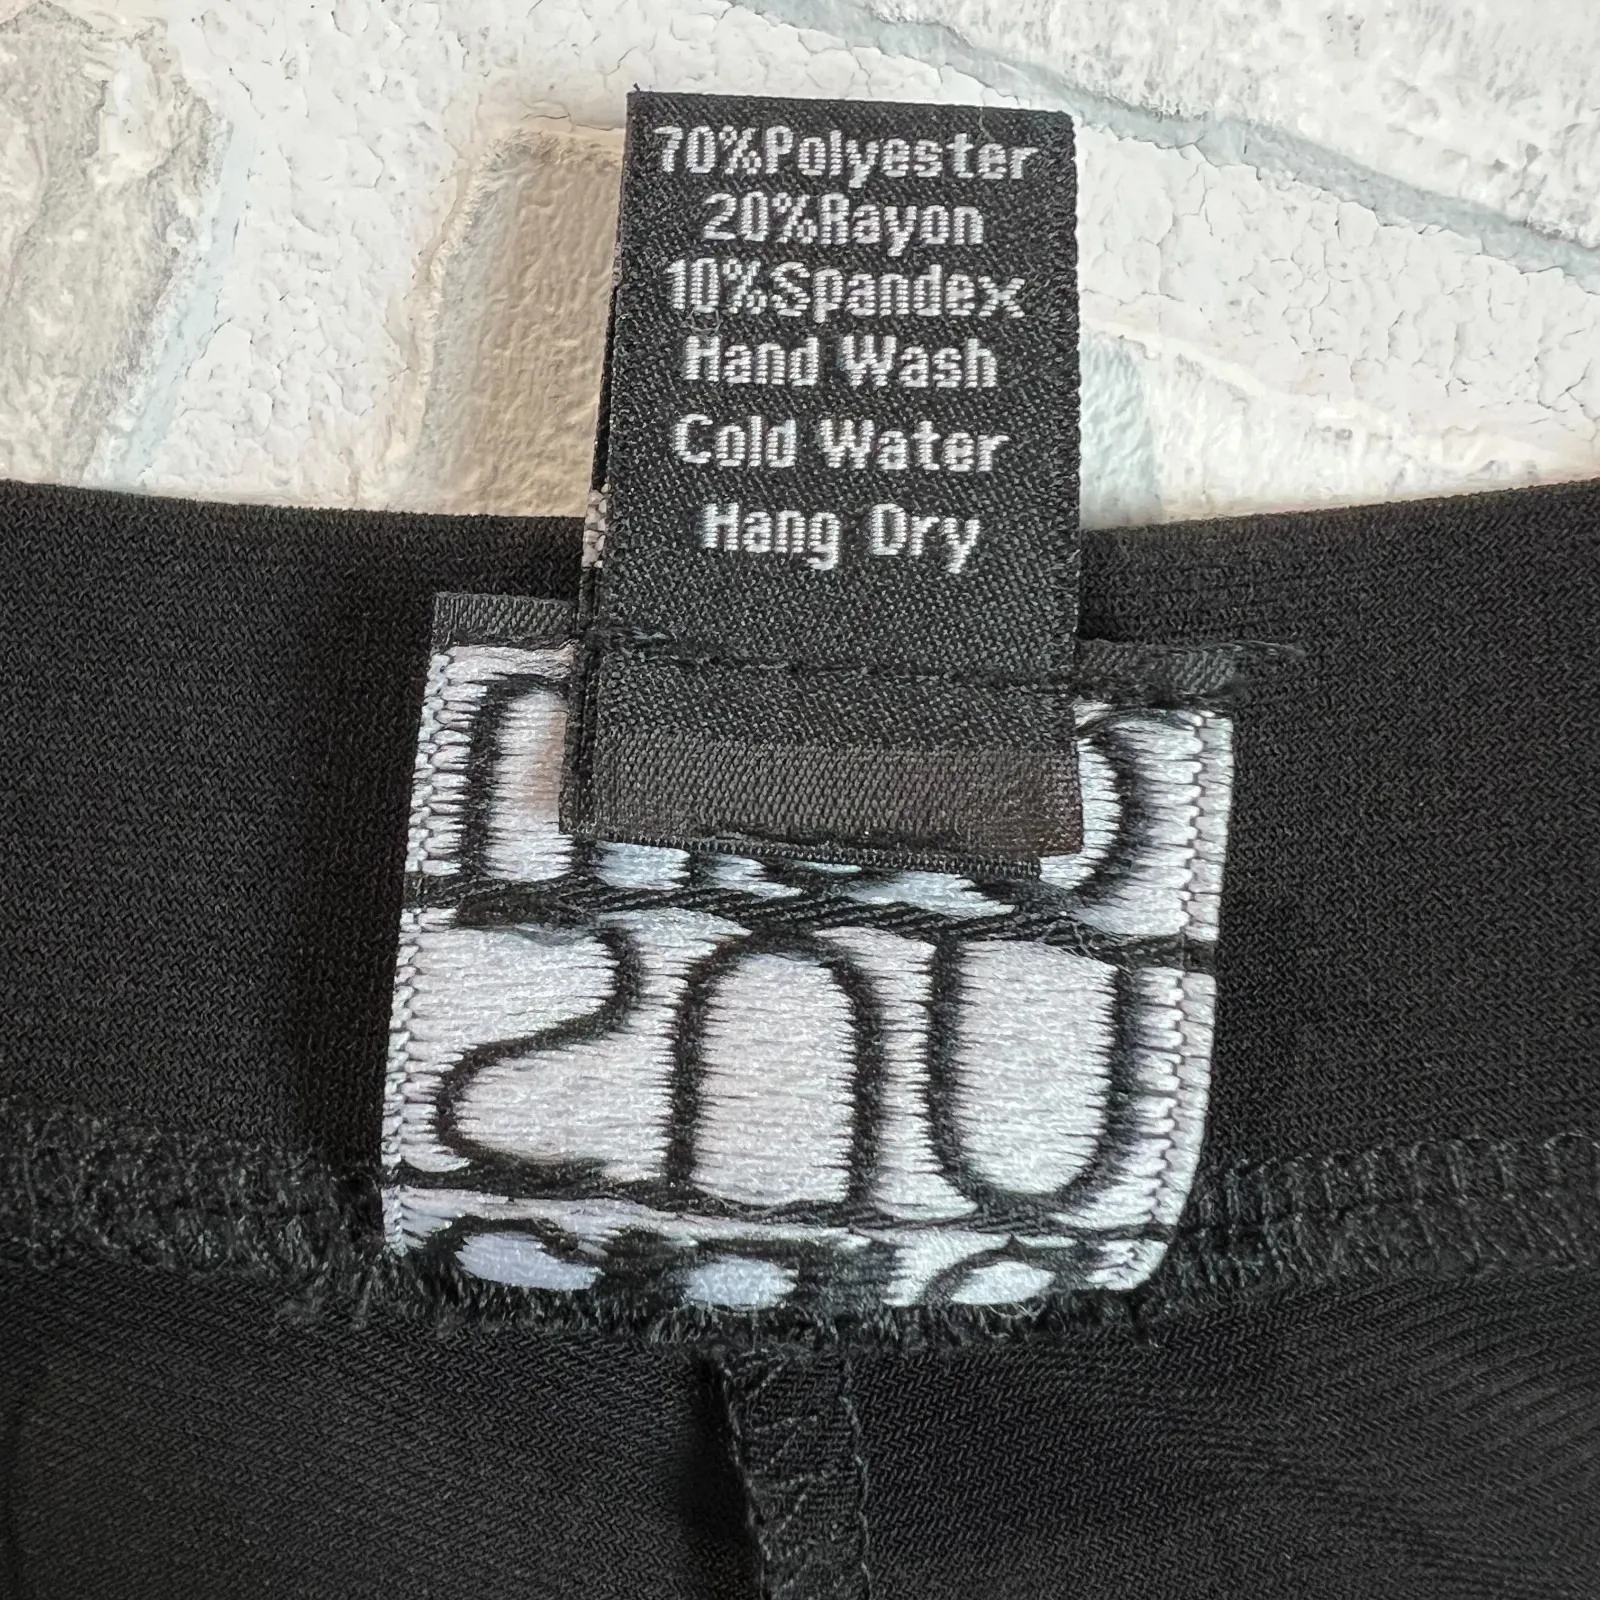 70%Polyester
20%Rayon
10%Spandex
Hand Wash
Cold Water
Hang Dry